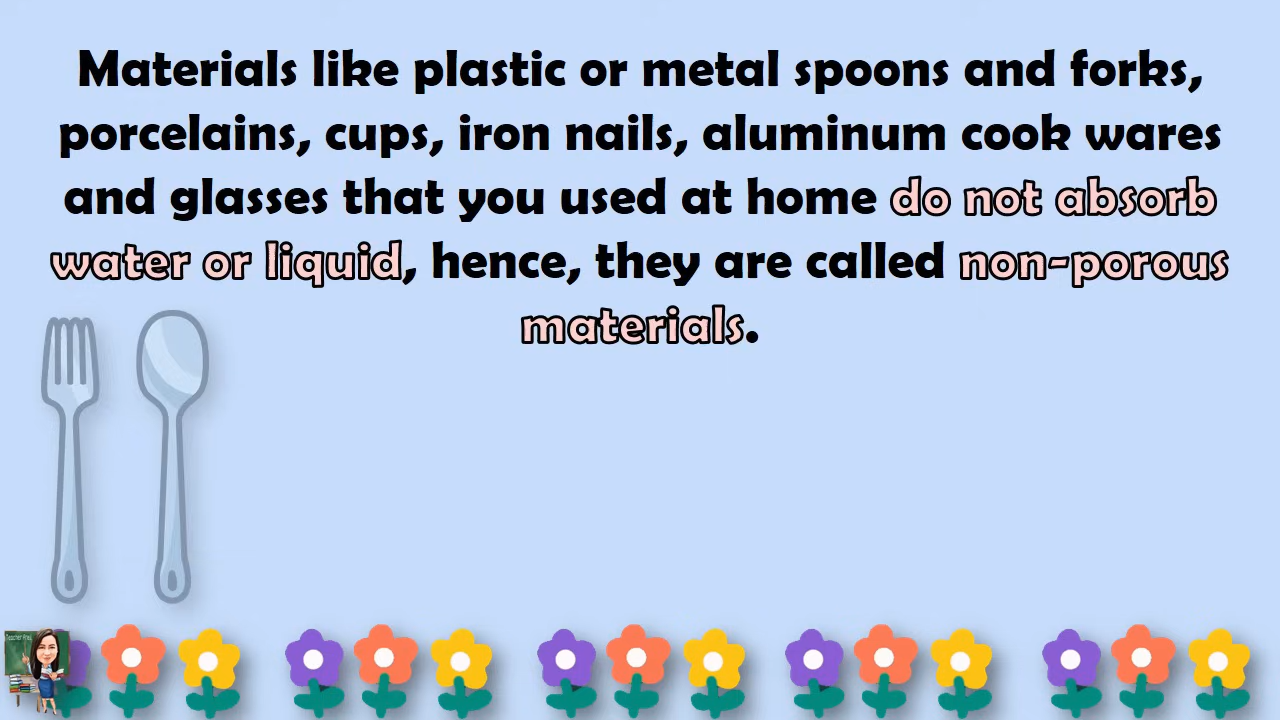 Materials like plastic or metal spoons and forks,
porcelains, cups, iron nails, aluminum cook wares
and glasses that you used at home do not absorb
water or liquid, hence, they are called non-porous
materials.